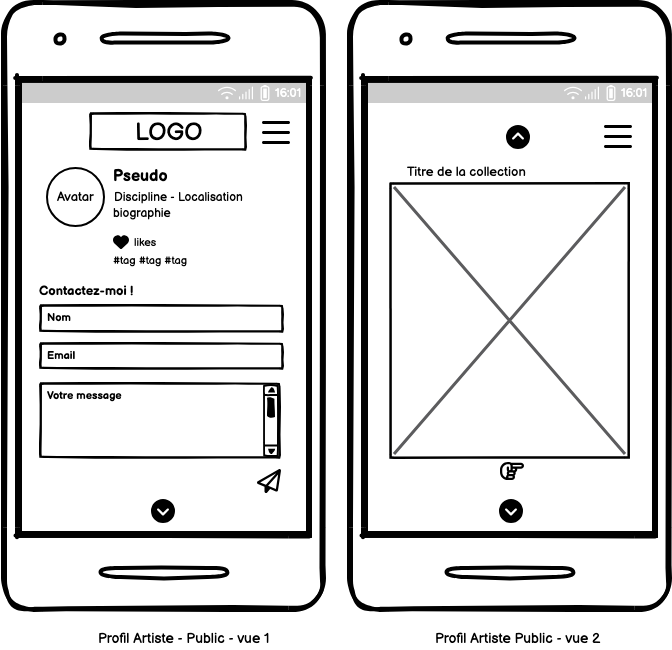 16:01
LOGO
Avatar
Pseudo
Discipline - Localisation
biographie
likes
#tag #tag #tag
Contactez-moi !
Nom
Email
Votre message
Profil Artiste - Public - vue 1
16:01
Titre de la collection
Profil Artiste Public - vue 2